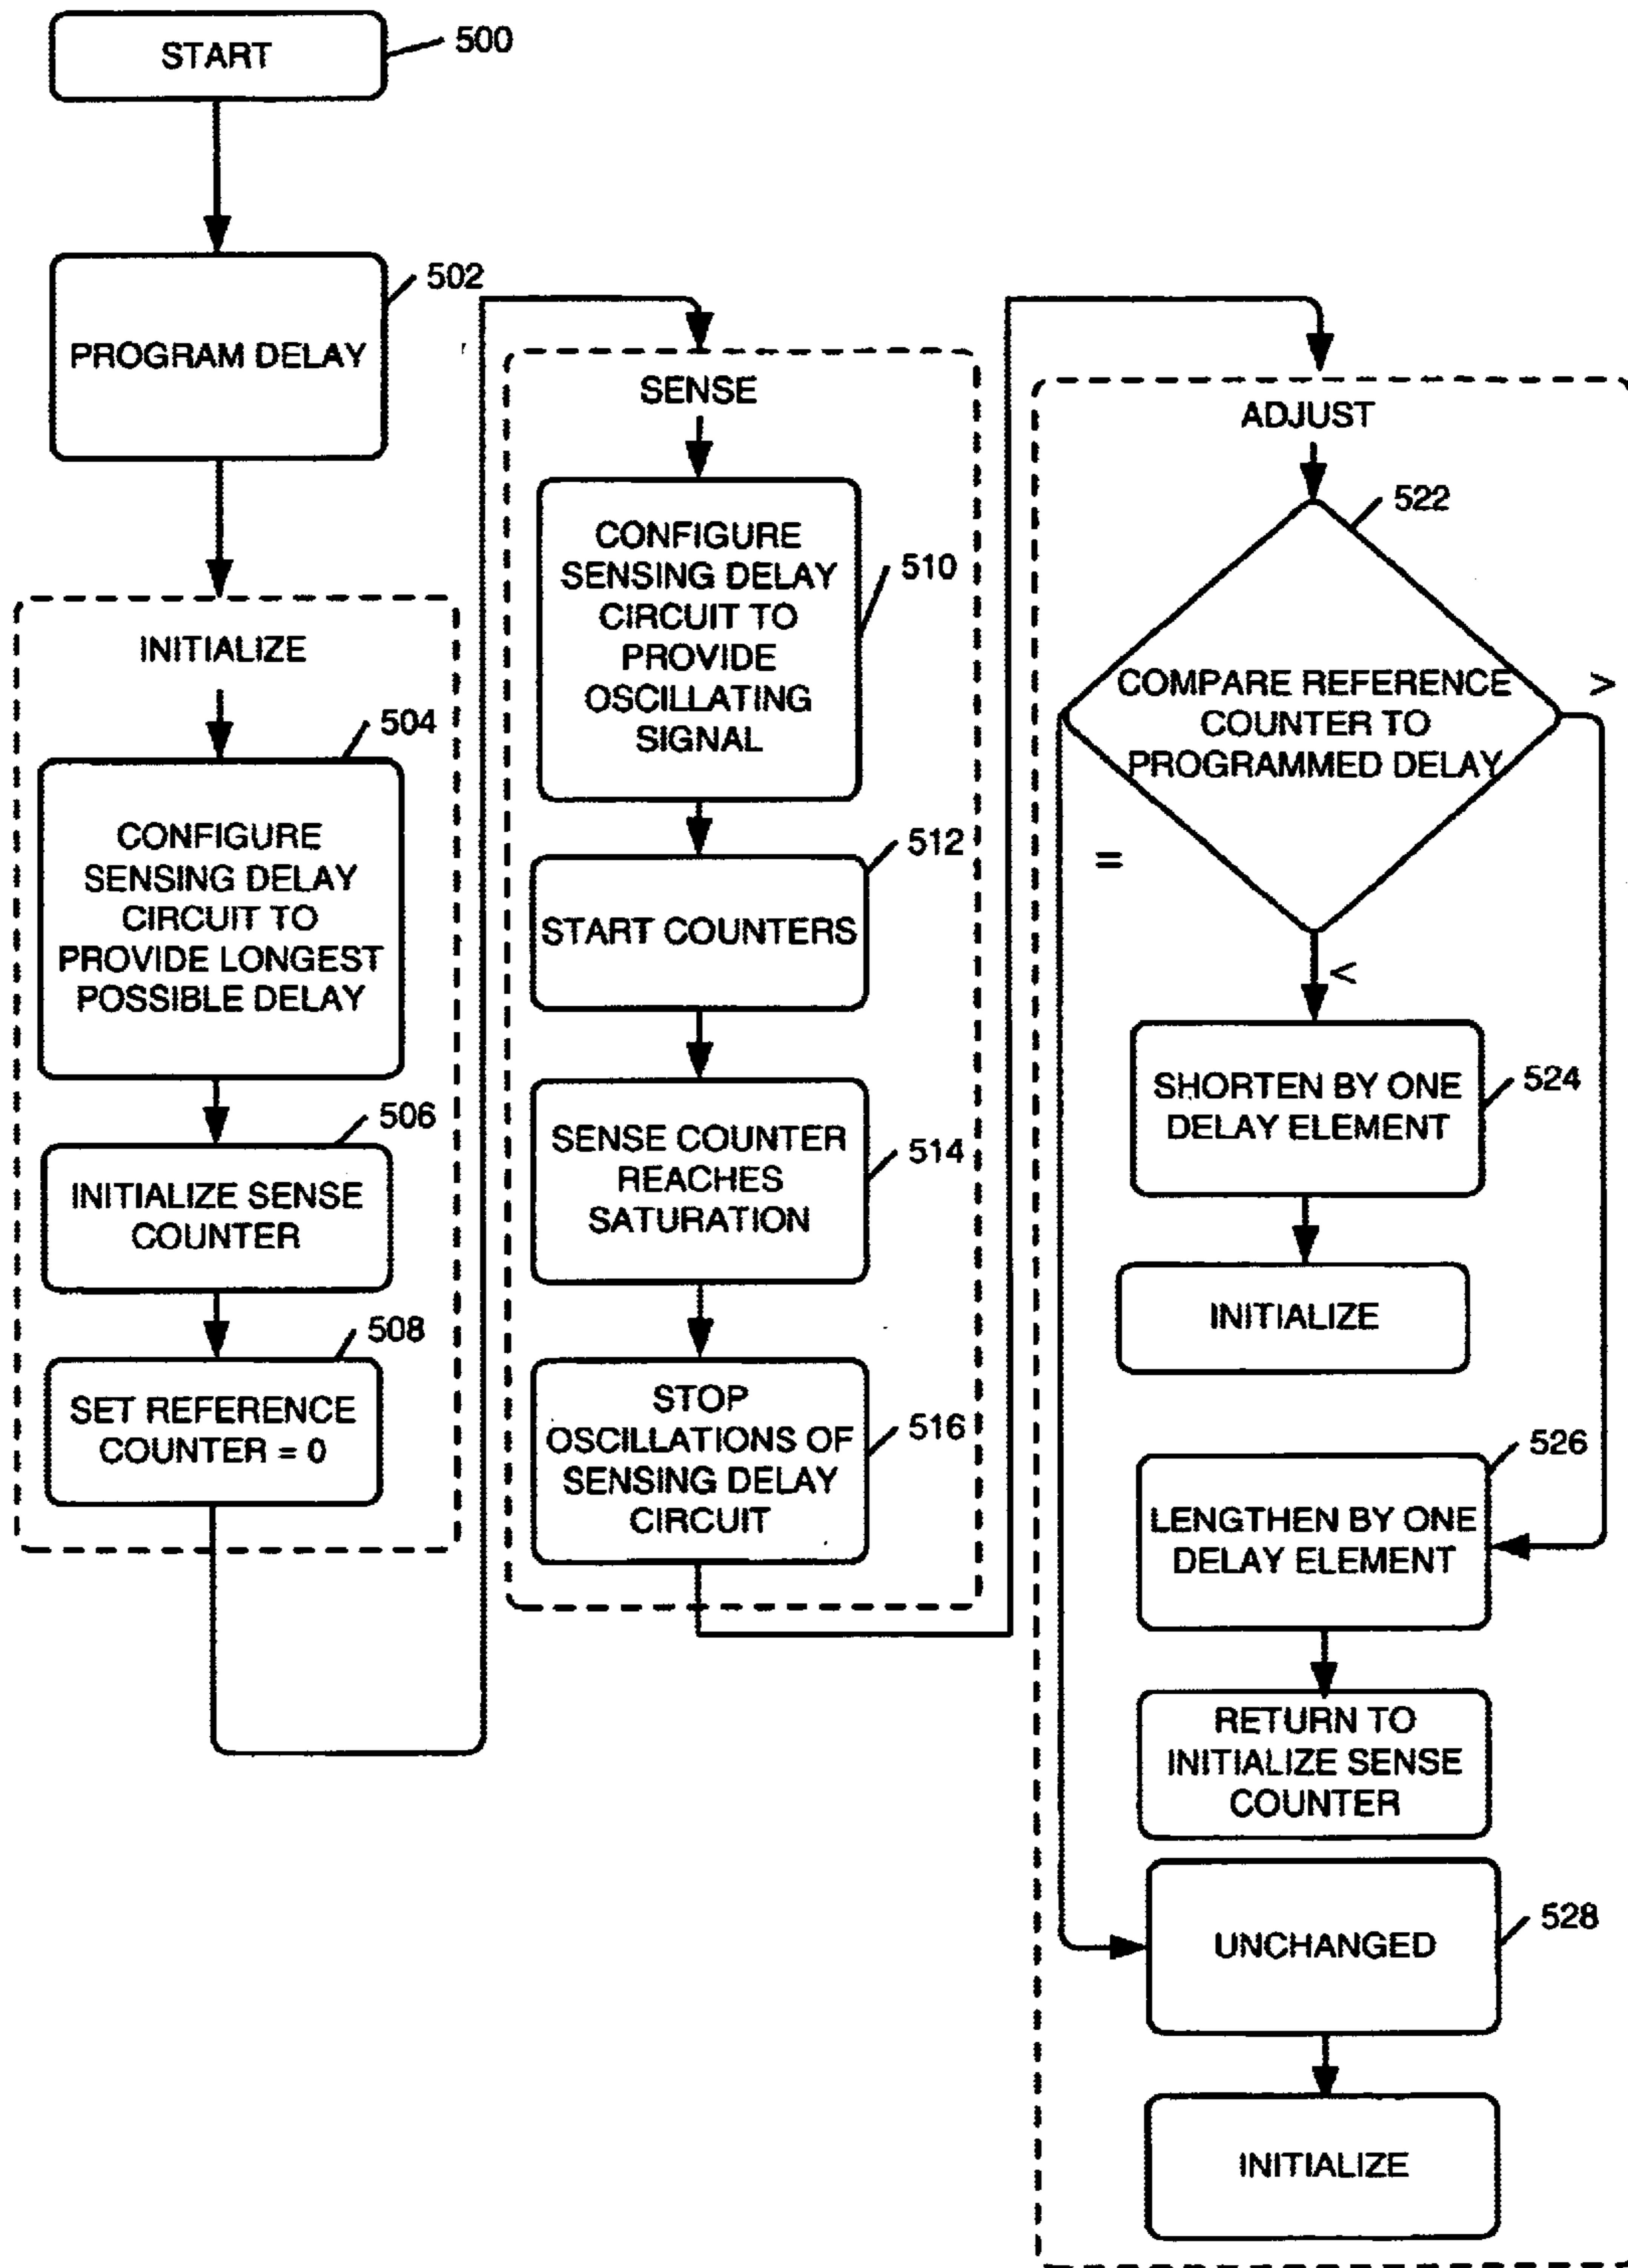 START
500
PROGRAM DELAY
502
INITIALIZE
504
CONFIGURE
SENSING DELAY
CIRCUIT TO
PROVIDE LONGEST
POSSIBLE DELAY
506
INITIALIZE SENSE
COUNTER
508
SET REFERENCE
COUNTER = 0
SENSE
CONFIGURE
SENSING DELAY
CIRCUIT TO
PROVIDE
OSCILLATING
SIGNAL
510
512
START COUNTERS
SENSE COUNTER
REACHES
SATURATION
514
STOP
OSCILLATIONS OF
SENSING DELAY
CIRCUIT
516
ADJUST
522
COMPARE REFERENCE
COUNTER TO
PROGRAMMED DELAY
>
=
<
SHORTEN BY ONE
DELAY ELEMENT
524
INITIALIZE
526
LENGTHEN BY ONE
DELAY ELEMENT
RETURN TO
INITIALIZE SENSE
COUNTER
UNCHANGED
528
INITIALIZE